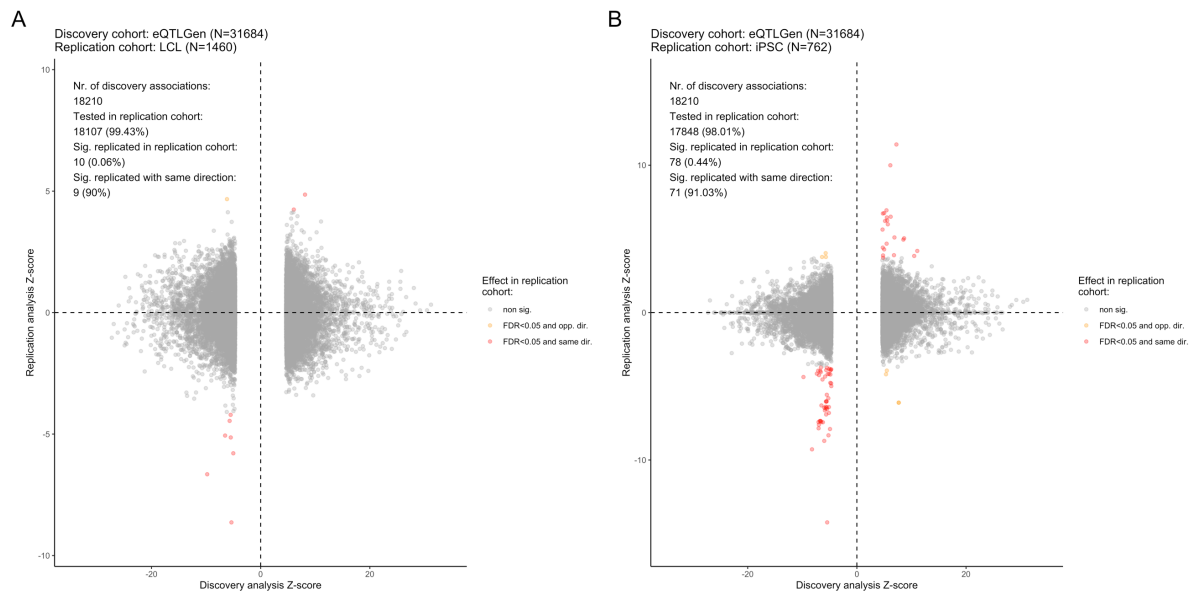 A
Discovery cohort: eQTLGen (N=31684)
Replication cohort: LCL (N=1460)
Nr. of discovery associations:
18210
Tested in replication cohort:
18107 (99.43%)
Sig. replicated in replication cohort:
10 (0.06%)
Sig. replicated with same direction:
9 (90%)
10
5
0
-5
-10
Replication analysis Z-score
-20
0
20
Discovery analysis Z-score
Effect in replication
cohort:
non sig.
FDR<0.05 and opp. dir.
FDR<0.05 and same dir.
B
Discovery cohort: eQTLGen (N=31684)
Replication cohort: iPSC (N=762)
Nr. of discovery associations:
18210
Tested in replication cohort:
17848 (98.01%)
Sig. replicated in replication cohort:
78 (0.44%)
Sig. replicated with same direction:
71 (91.03%)
10
0
-10
Replication analysis Z-score
-20
0
20
Discovery analysis Z-score
Effect in replication
cohort:
non sig.
FDR<0.05 and opp. dir.
FDR<0.05 and same dir.